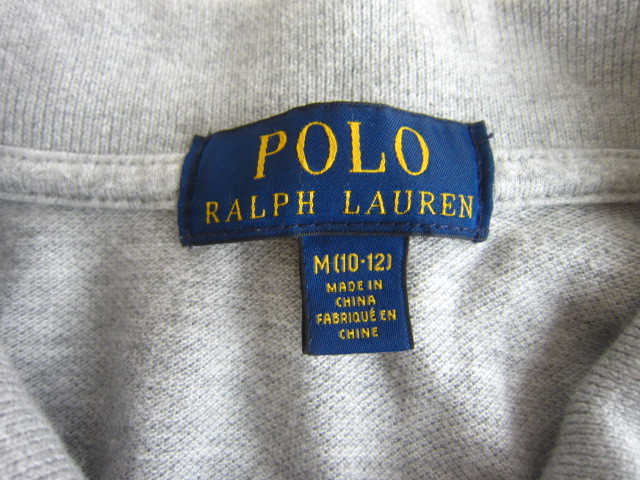 POLO
RALPH LAUREN
M(10-12)
MADE IN
CHINA
FABRIQUÉ EN
CHINE